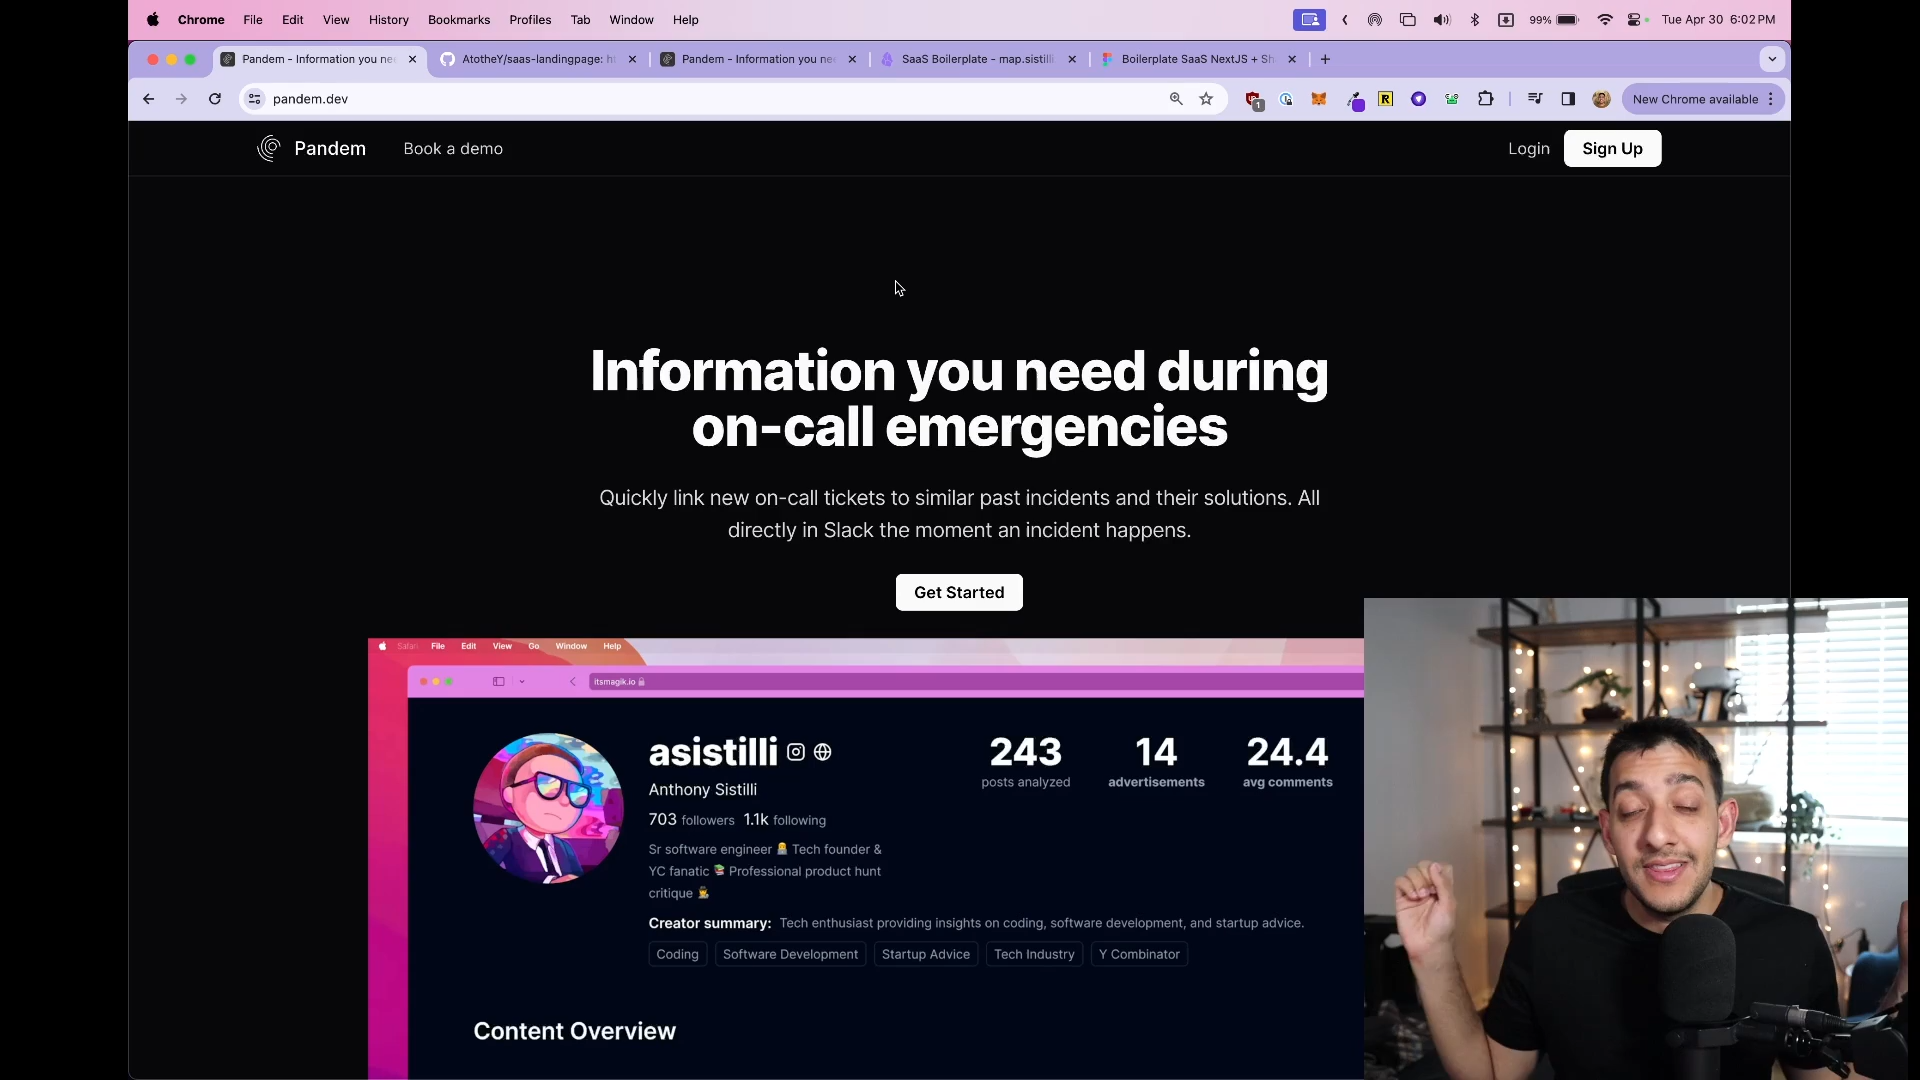 Chrome File Edit View History Bookmarks Profiles Tab Window Help 99% Tue Apr 30 6:02 PM
Pandem - Information you nee AtotheY/saas-landingpage: ht Pandem - Information you nee SaaS Boilerplate - map.sistilli Boilerplate SaaS NextJS + Sh
pandem.dev 1 R New Chrome available
Pandem Book a demo Login Sign Up
Information you need during
on-call emergencies
Quickly link new on-call tickets to similar past incidents and their solutions. All
directly in Slack the moment an incident happens.
Get Started
Safari File Edit View Go Window Help
itsmagik.io
asistilli 243 14 24.4
posts analyzed advertisements avg comments
Anthony Sistilli
703 followers 1.1k following
Sr software engineer 👨‍💻 Tech founder &
YC fanatic 📚 Professional product hunt
critique 🕵️
Creator summary: Tech enthusiast providing insights on coding, software development, and startup advice.
Coding Software Development Startup Advice Tech Industry Y Combinator
Content Overview